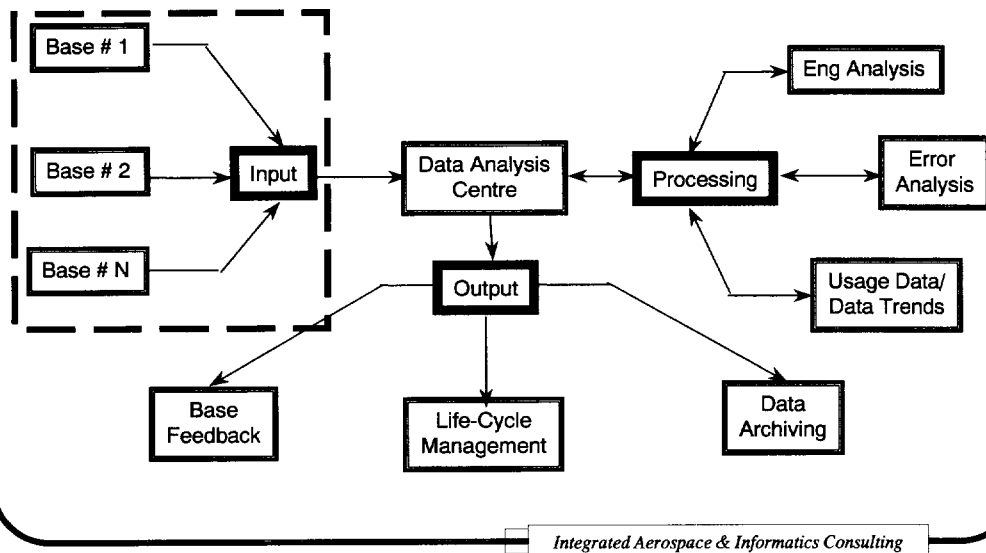 Base # 1
Base # 2
Base # N
Input
Data Analysis
Centre
Processing
Eng Analysis
Error
Analysis
Usage Data/
Data Trends
Output
Base
Feedback
Life-Cycle
Management
Data
Archiving
Integrated Aerospace & Informatics Consulting